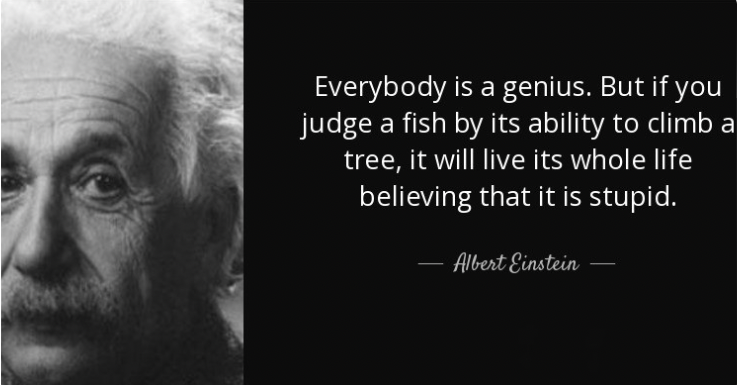 Everybody is a genius. But if you
judge a fish by its ability to climb a
tree, it will live its whole life
believing that it is stupid.
— Albert Einstein —